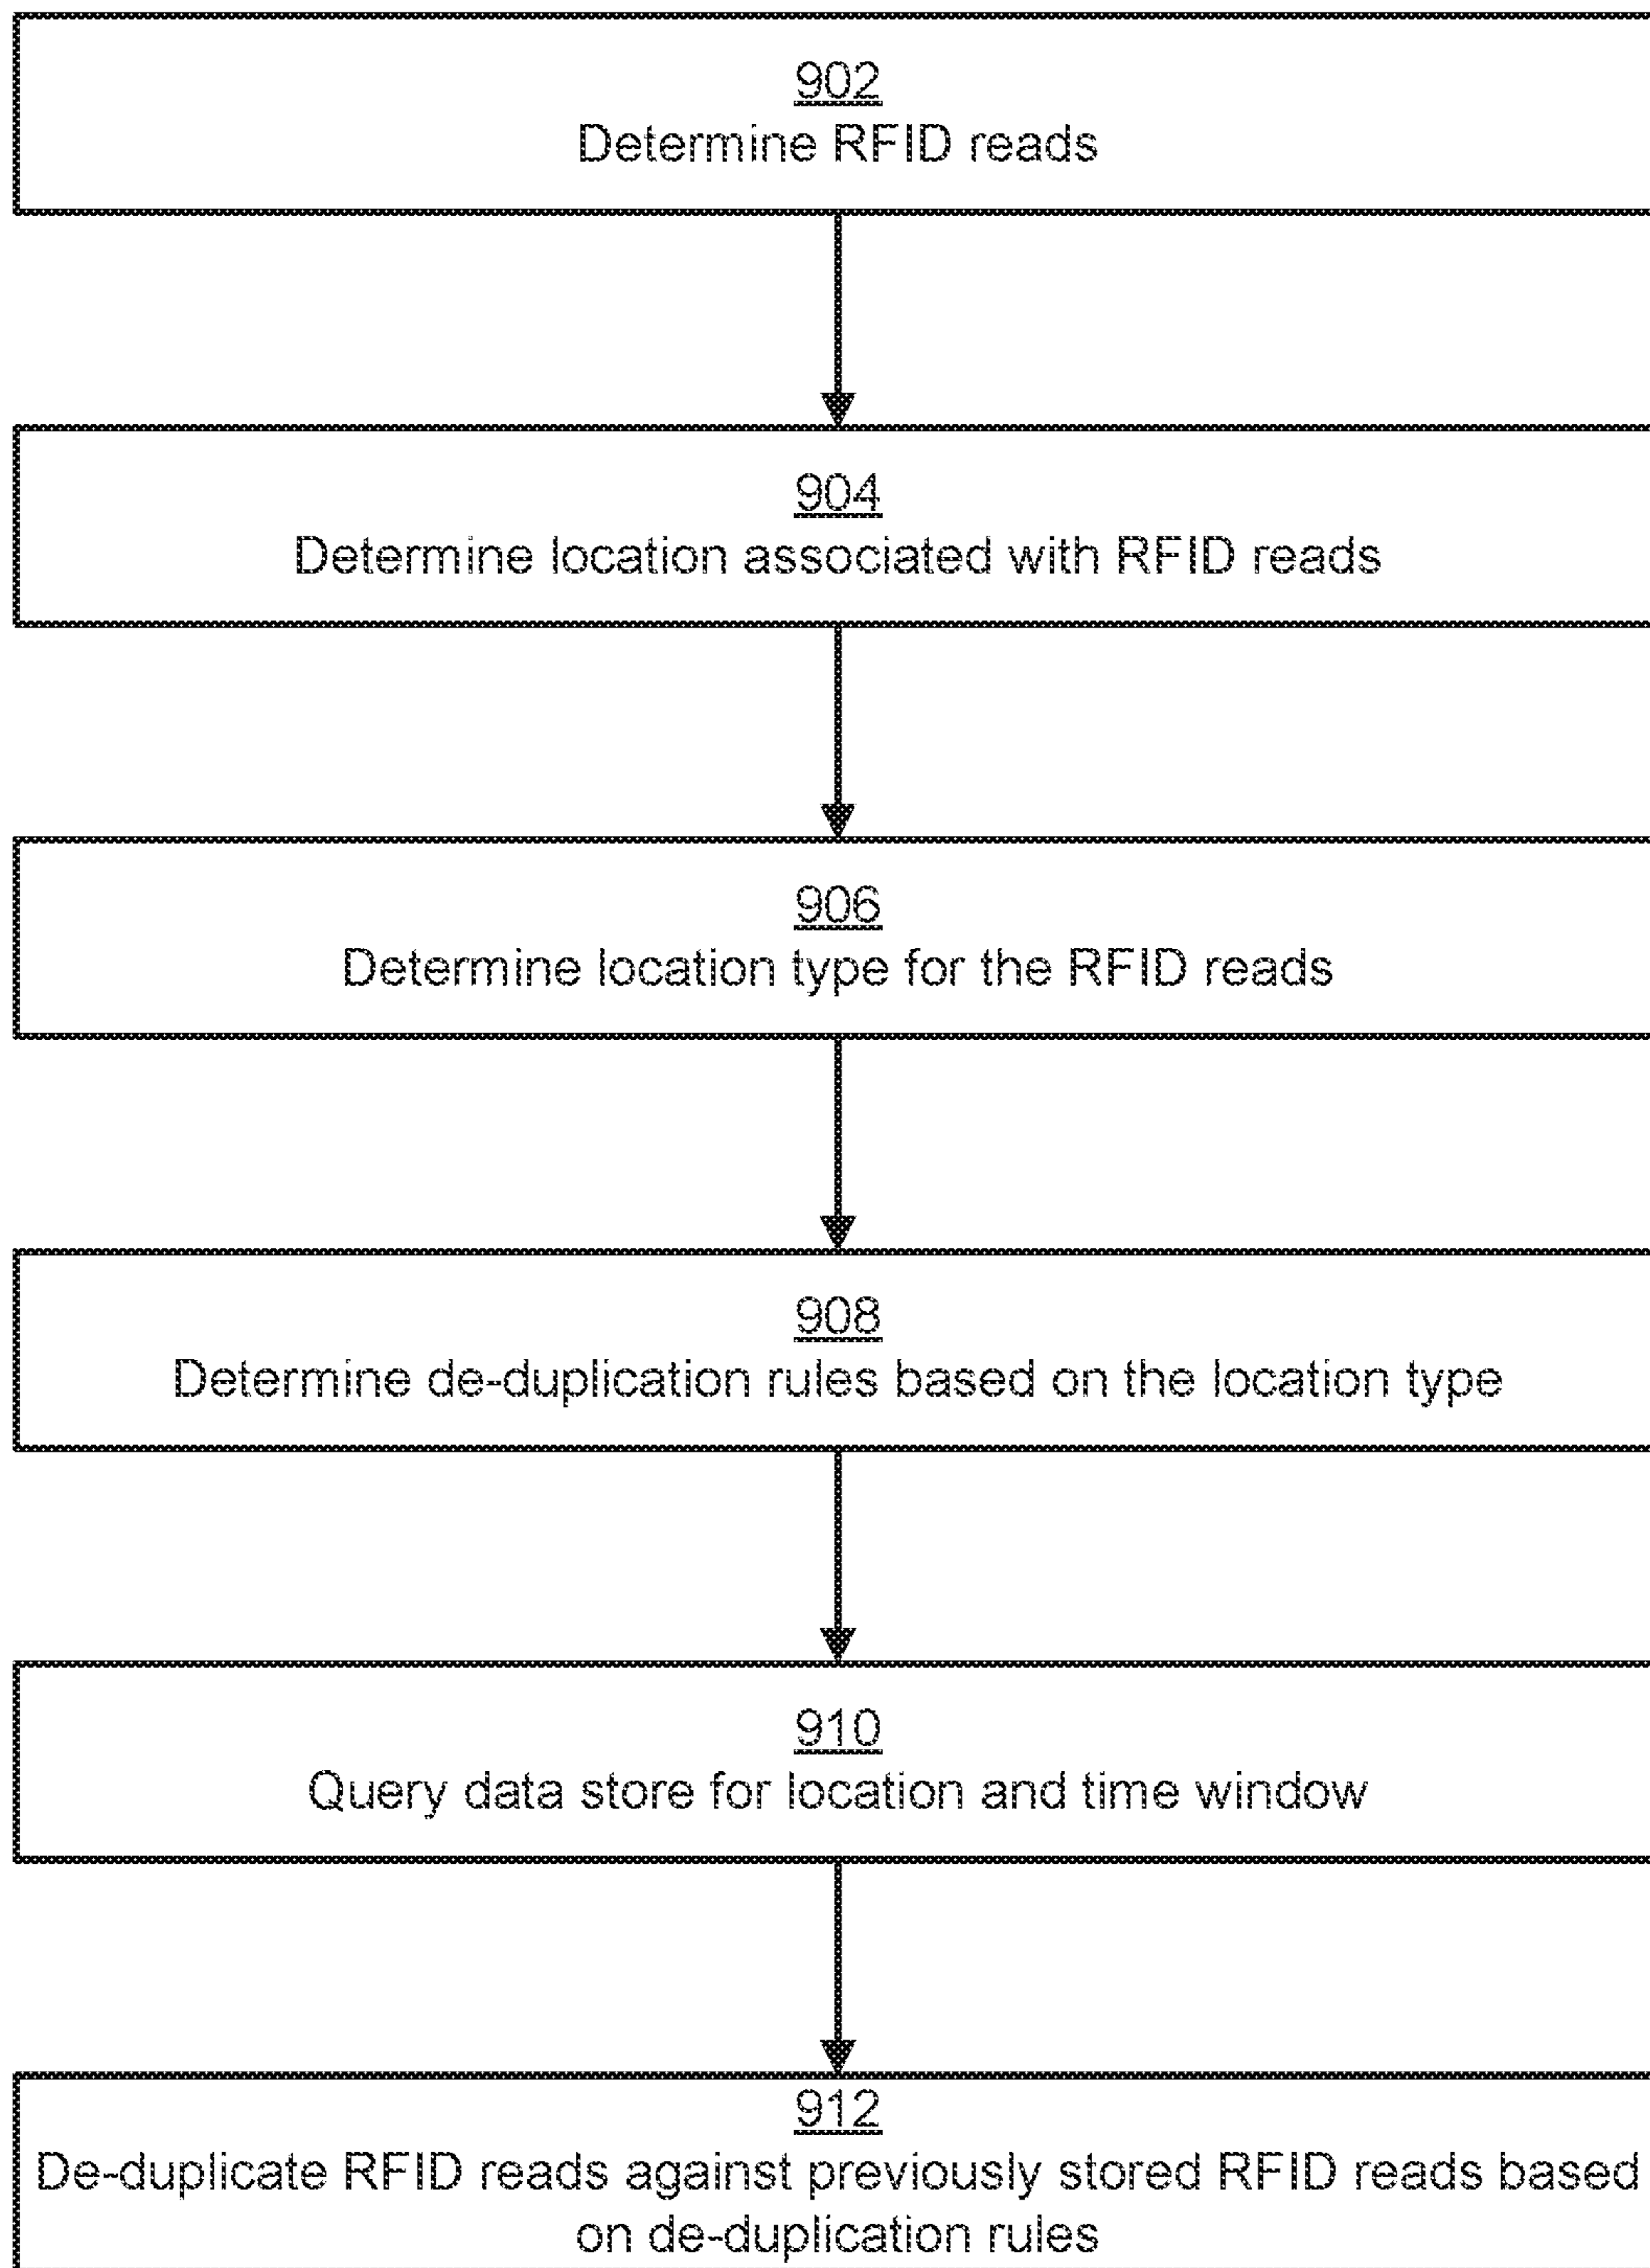 902
Determine RFID reads
904
Determine location associated with RFID reads
906
Determine location type for the RFID reads
908
Determine de-duplication rules based on the location type
910
Query data store for location and time window
912
De-duplicate RFID reads against previously stored RFID reads based
on de-duplication rules